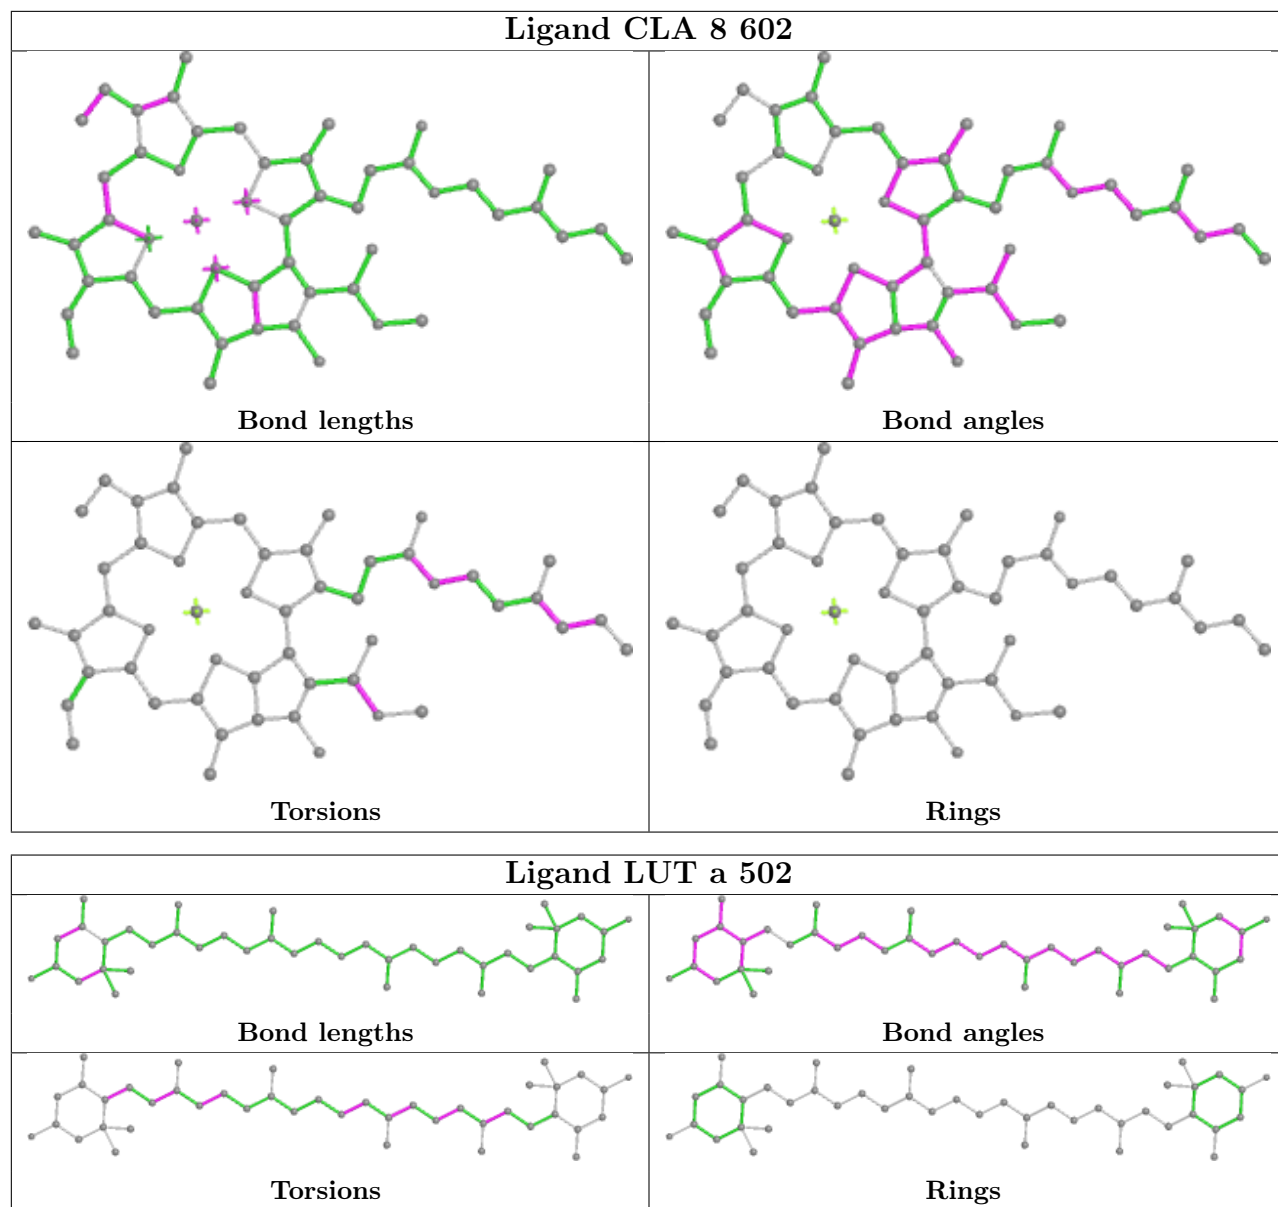 Ligand CLA 8 602
Bond lengths
Bond angles
Torsions
Rings
Ligand LUT a 502
Bond lengths
Bond angles
Torsions
Rings